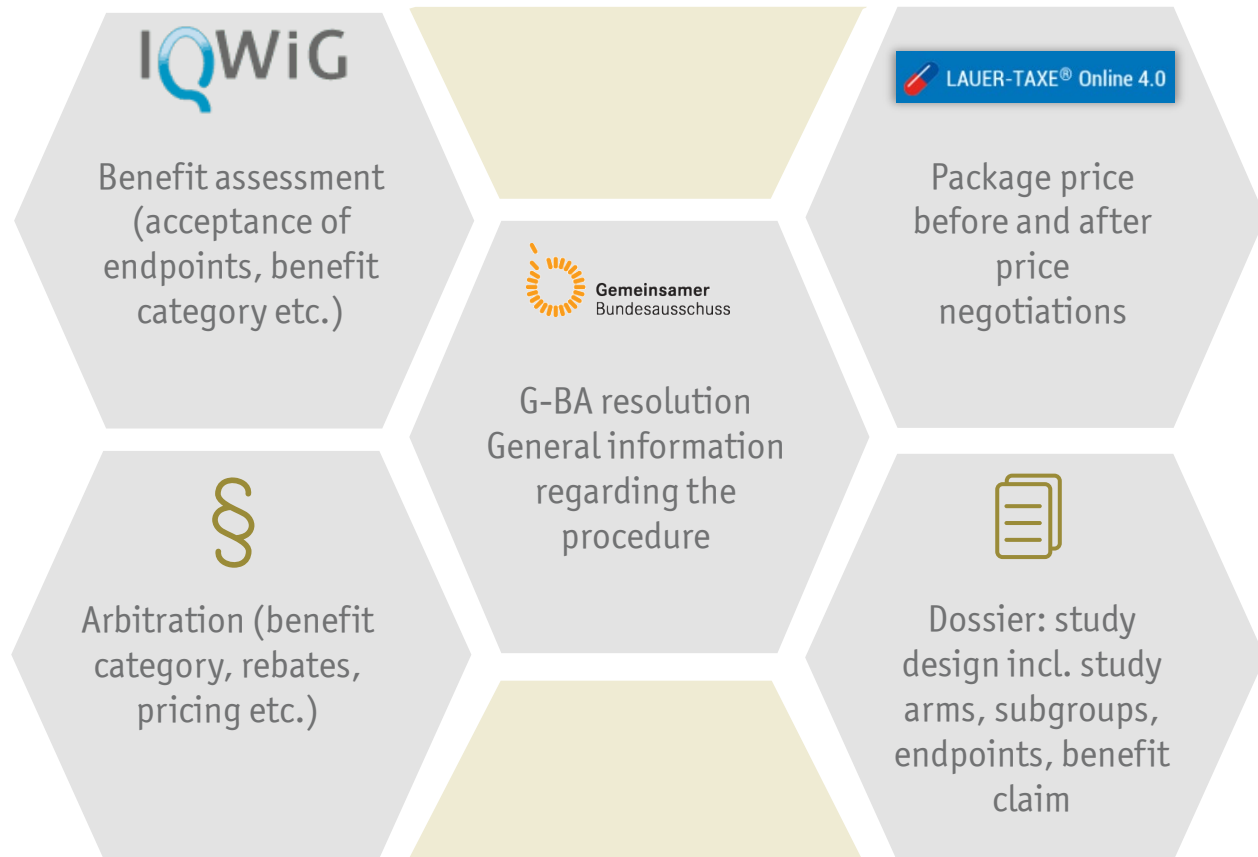 IQWiG
Benefit assessment
(acceptance of
endpoints, benefit
category etc.)
LAUER-TAXE® Online 4.0
Package price
before and after
price
negotiations
Gemeinsamer
Bundesausschuss
G-BA resolution
General information
regarding the
procedure
§
Arbitration (benefit
category, rebates,
pricing etc.)
Dossier: study
design incl. study
arms, subgroups,
endpoints, benefit
claim